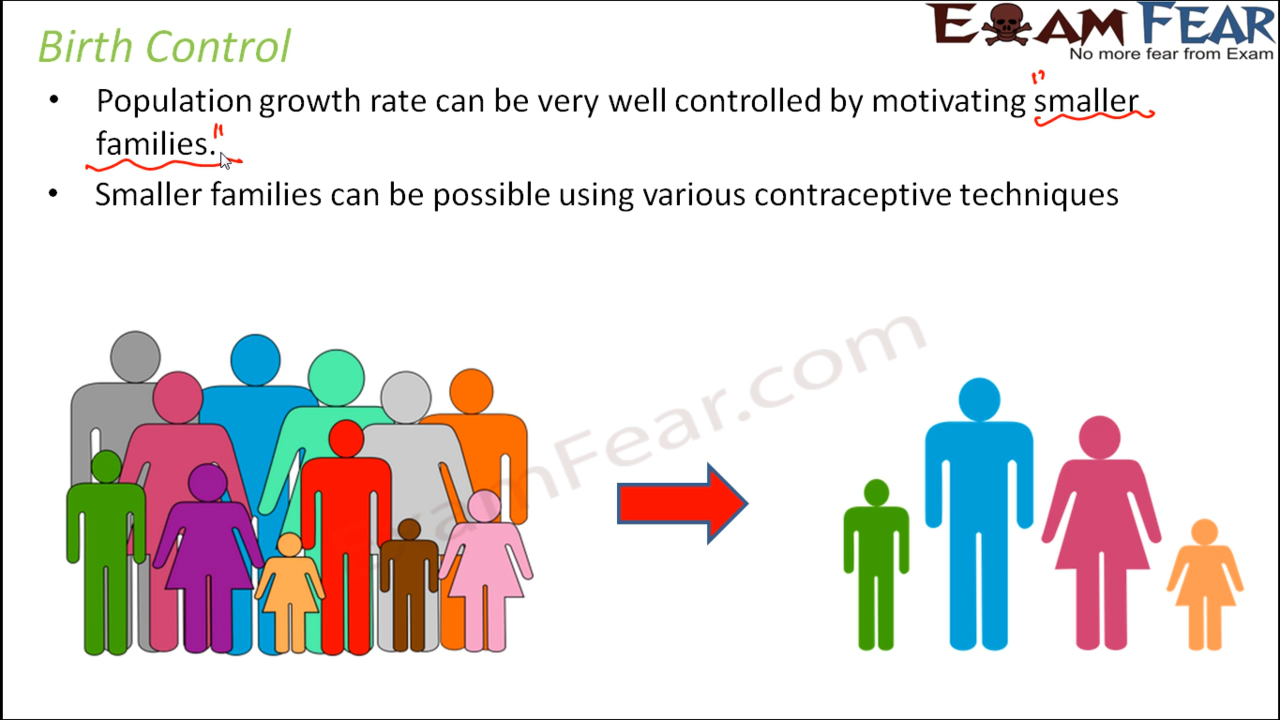 Birth Control
EXAM FEAR
No more fear from Exam
• Population growth rate can be very well controlled by motivating "smaller
families."
• Smaller families can be possible using various contraceptive techniques
ExamFear.com